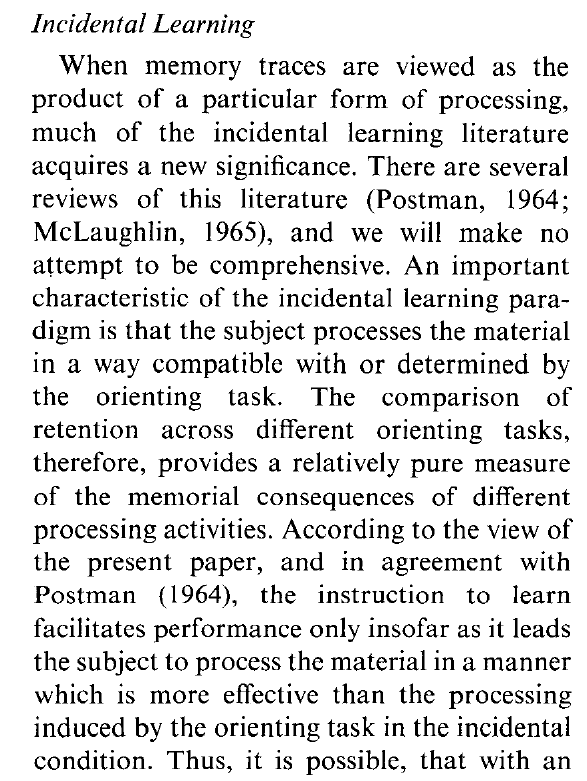 Incidental Learning
When memory traces are viewed as the
product of a particular form of processing,
much of the incidental learning literature
acquires a new significance. There are several
reviews of this literature (Postman, 1964;
McLaughlin, 1965), and we will make no
attempt to be comprehensive. An important
characteristic of the incidental learning para-
digm is that the subject processes the material
in a way compatible with or determined by
the orienting task. The comparison of
retention across different orienting tasks,
therefore, provides a relatively pure measure
of the memorial consequences of different
processing activities. According to the view of
the present paper, and in agreement with
Postman (1964), the instruction to learn
facilitates performance only insofar as it leads
the subject to process the material in a manner
which is more effective than the processing
induced by the orienting task in the incidental
condition. Thus, it is possible, that with an